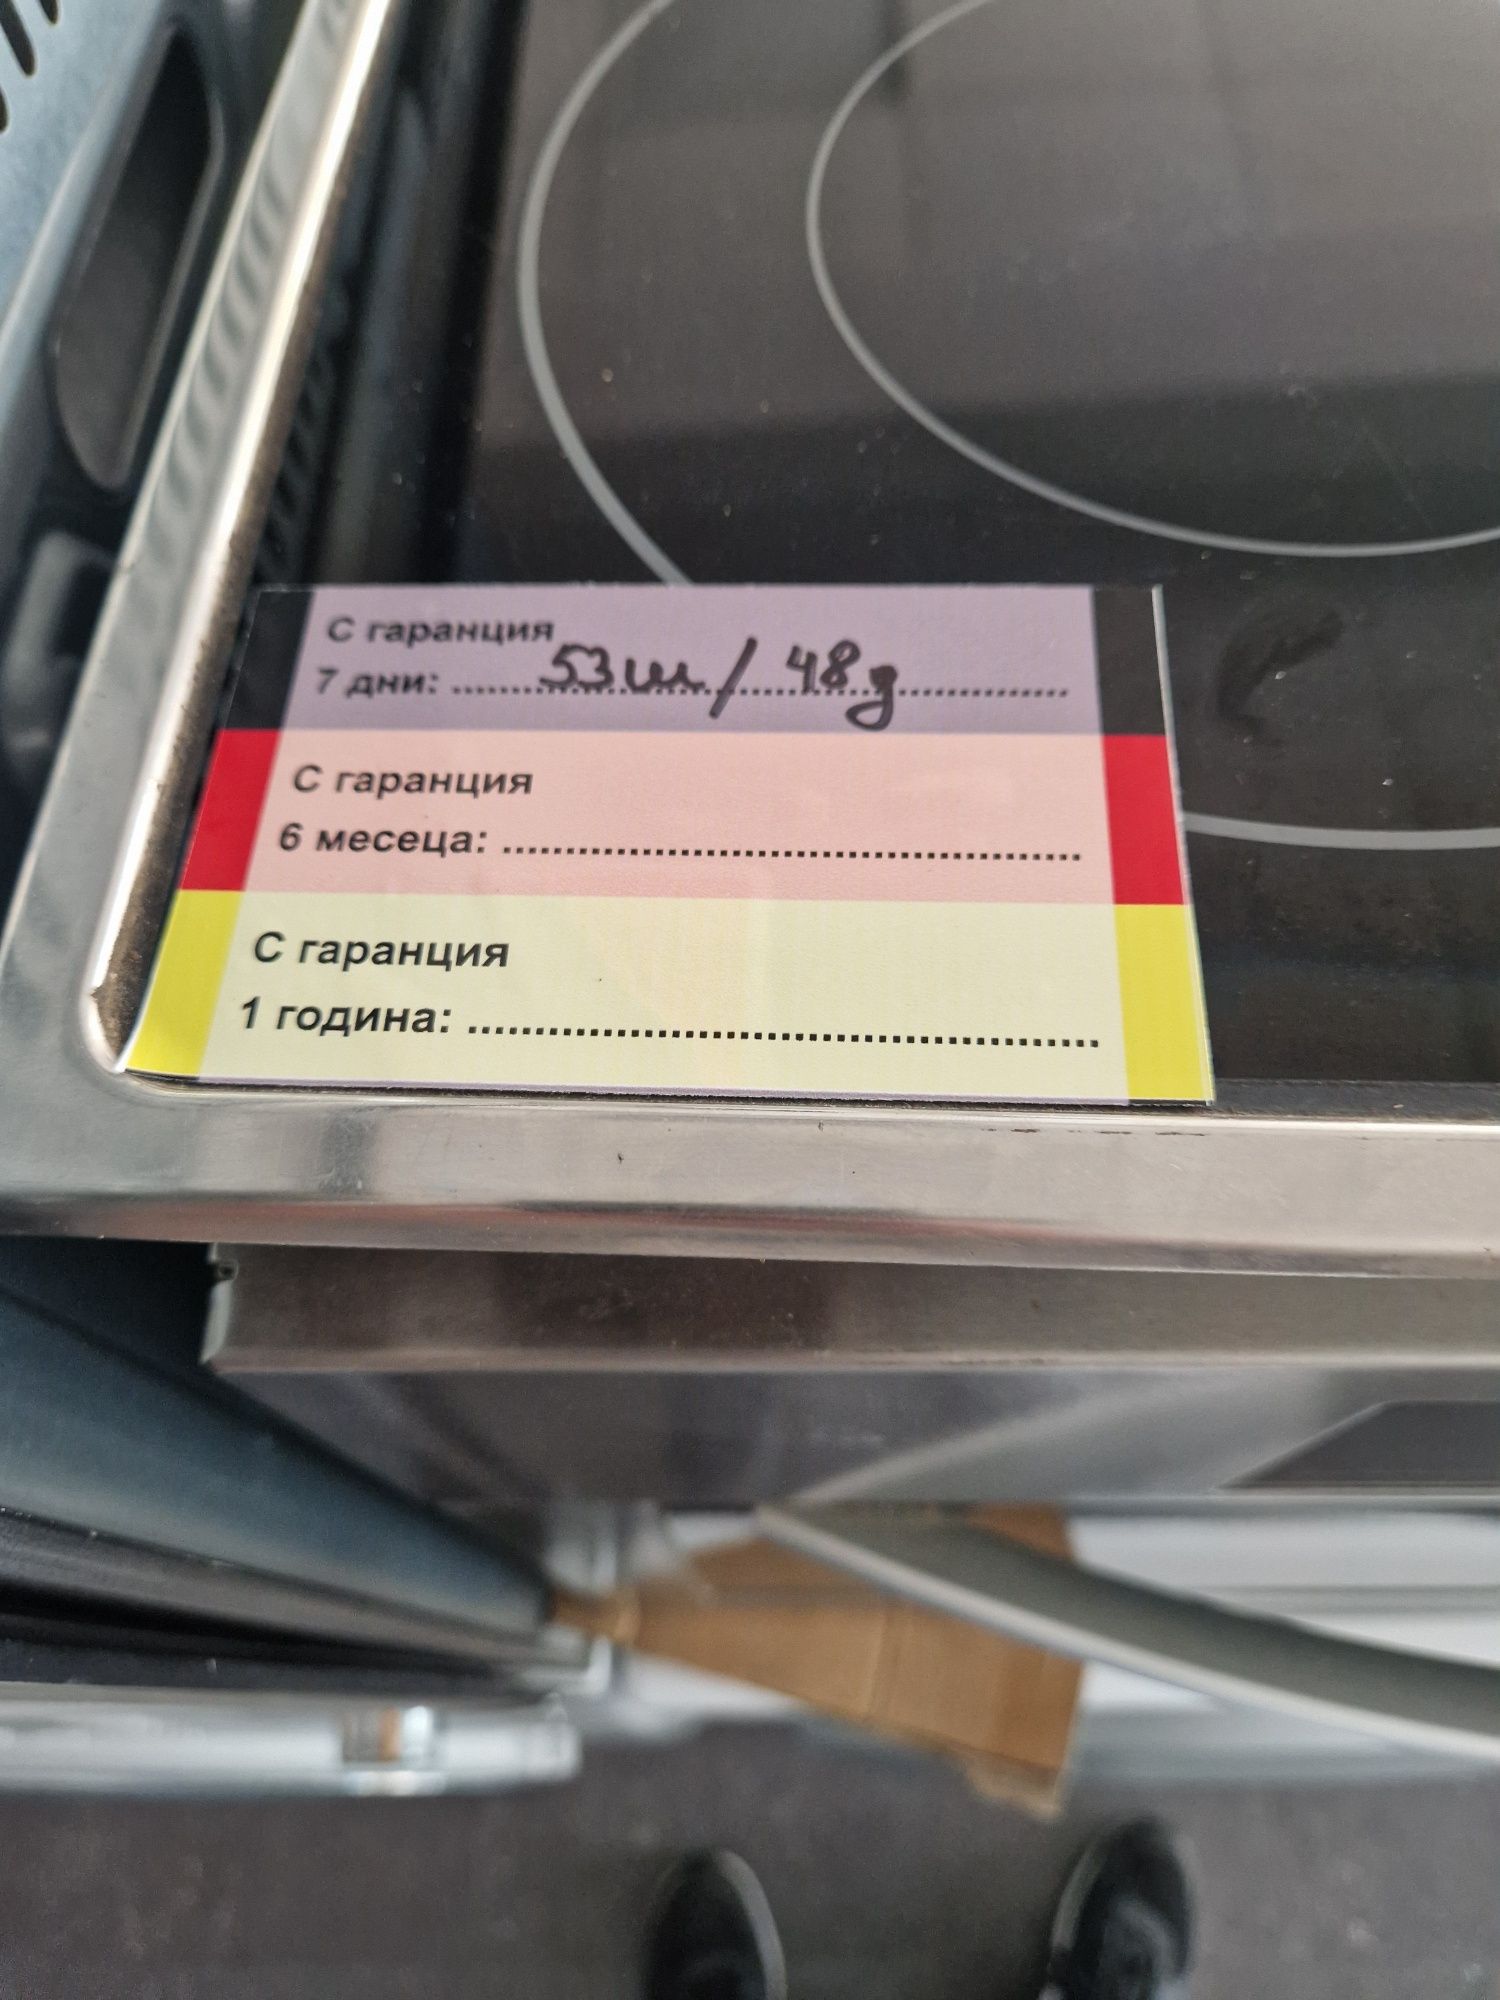 С гаранция
7 дни: 53ш/48д
С гаранция
6 месеца:
С гаранция
1 година: